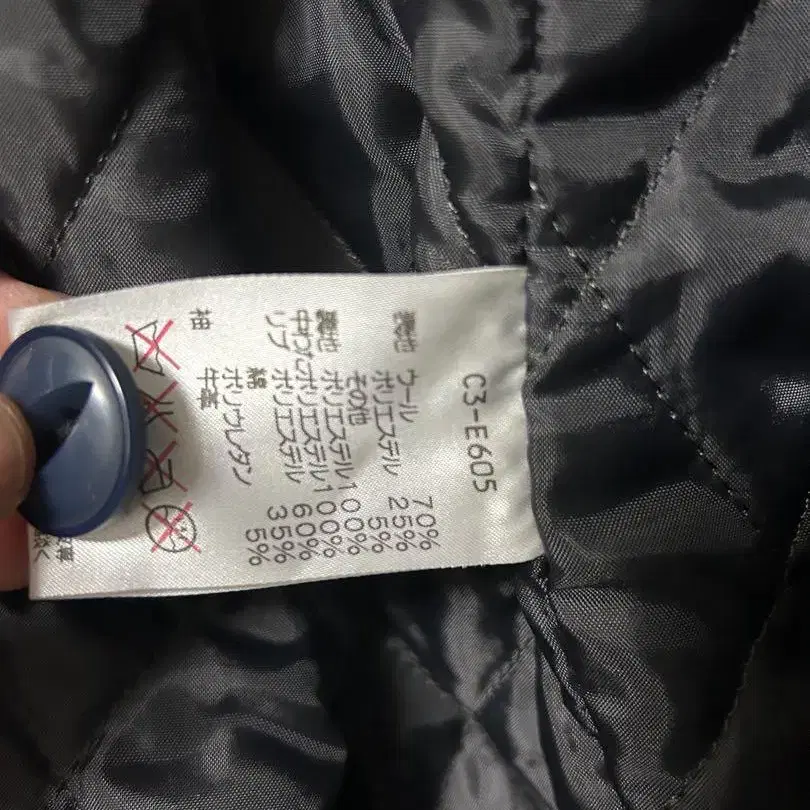 C3-E605
表地 ウール 70%
ポリエステル 25%
その他 5%
裏地 ポリエステル100%
中わた ポリエステル100%
リブ ポリエステル 60%
綿 35%
ポリウレタン 5%
袖 牛革